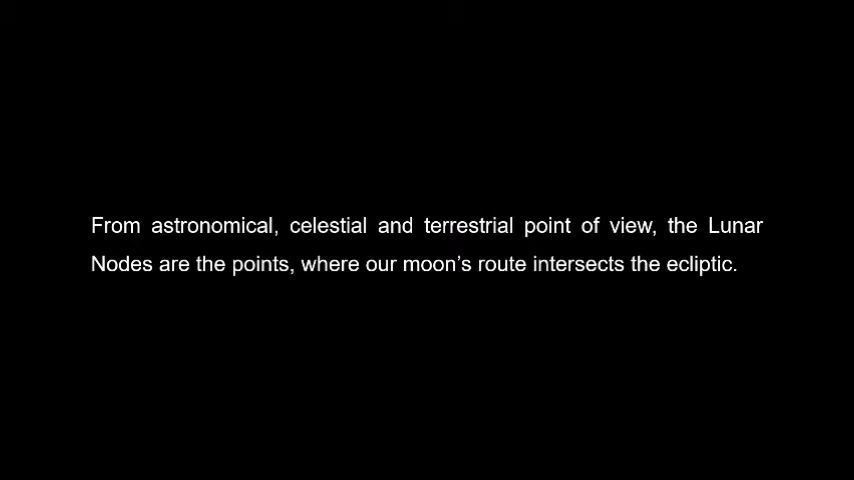 From astronomical, celestial and terrestrial point of view, the Lunar
Nodes are the points, where our moon’s route intersects the ecliptic.